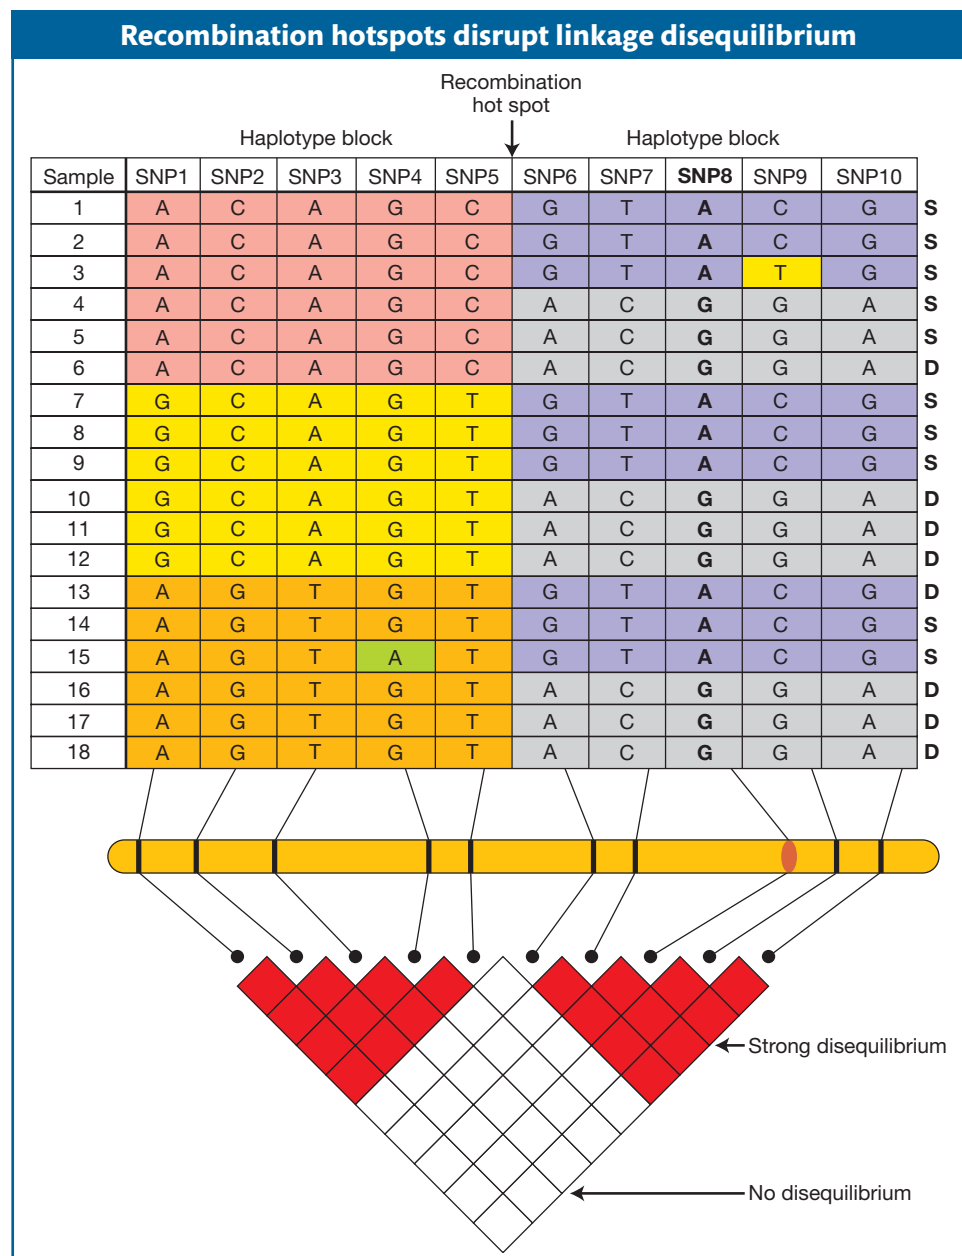 Recombination hotspots disrupt linkage disequilibrium
Recombination
hot spot
Haplotype block Haplotype block
Sample SNP1 SNP2 SNP3 SNP4 SNP5 SNP6 SNP7 SNP8 SNP9 SNP10
1 A C A G C G T A C G S
2 A C A G C G T A C G S
3 A C A G C G T A T G S
4 A C A G C A C G G A S
5 A C A G C A C G G A S
6 A C A G C A C G G A D
7 G C A G T G T A C G S
8 G C A G T G T A C G S
9 G C A G T G T A C G S
10 G C A G T A C G G A D
11 G C A G T A C G G A D
12 G C A G T A C G G A D
13 A G T G T G T A C G D
14 A G T G T G T A C G S
15 A G T A T G T A C G S
16 A G T G T A C G G A D
17 A G T G T A C G G A D
18 A G T G T A C G G A D
Strong disequilibrium
No disequilibrium